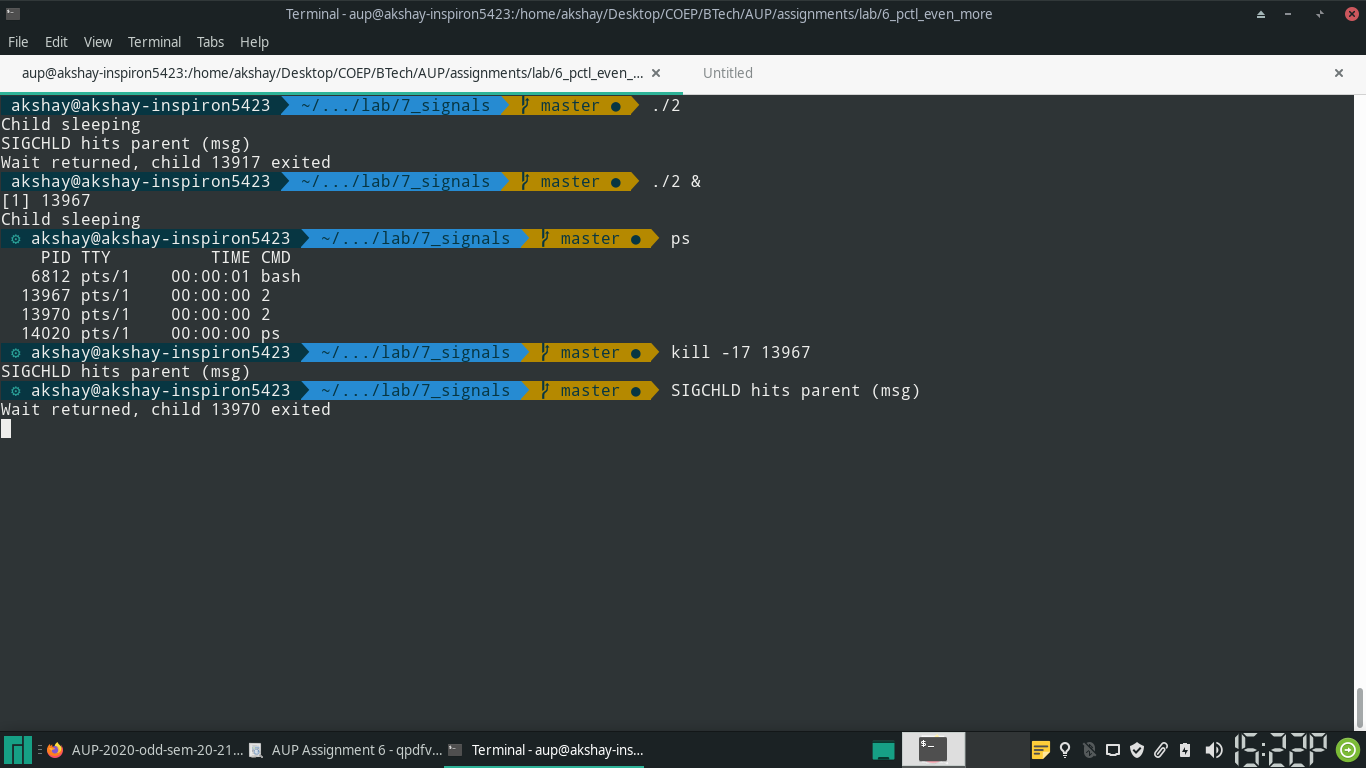 Terminal - aup@akshay-inspiron5423:/home/akshay/Desktop/COEP/BTech/AUP/assignments/lab/6_pctl_even_more
File Edit View Terminal Tabs Help
aup@akshay-inspiron5423:/home/akshay/Desktop/COEP/BTech/AUP/assignments/lab/6_pctl_even_... Untitled
akshay@akshay-inspiron5423 ~/.../lab/7_signals master ● ./2
Child sleeping
SIGCHLD hits parent (msg)
Wait returned, child 13917 exited
akshay@akshay-inspiron5423 ~/.../lab/7_signals master ● ./2 &
[1] 13967
Child sleeping
⚙ akshay@akshay-inspiron5423 ~/.../lab/7_signals master ● ps
    PID TTY          TIME CMD
   6812 pts/1    00:00:01 bash
  13967 pts/1    00:00:00 2
  13970 pts/1    00:00:00 2
  14020 pts/1    00:00:00 ps
⚙ akshay@akshay-inspiron5423 ~/.../lab/7_signals master ● kill -17 13967
SIGCHLD hits parent (msg)
⚙ akshay@akshay-inspiron5423 ~/.../lab/7_signals master ● SIGCHLD hits parent (msg)
Wait returned, child 13970 exited
AUP-2020-odd-sem-20-21... AUP Assignment 6 - qpdfv... Terminal - aup@akshay-ins... $- 15:22P